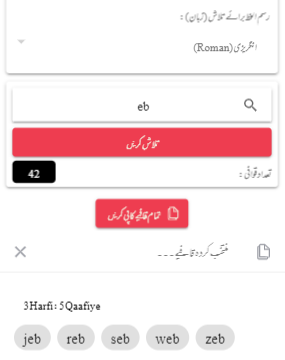 رسم الخط برائے تلاش (زبان) :
انگریزی (Roman)
eb
تلاش کریں
تعداد قوافی :
42
تمام قافیے کاپی کریں
منتخب کردہ قافیے ۔۔۔
3Harfi: 5Qaafiye
jeb reb seb web zeb